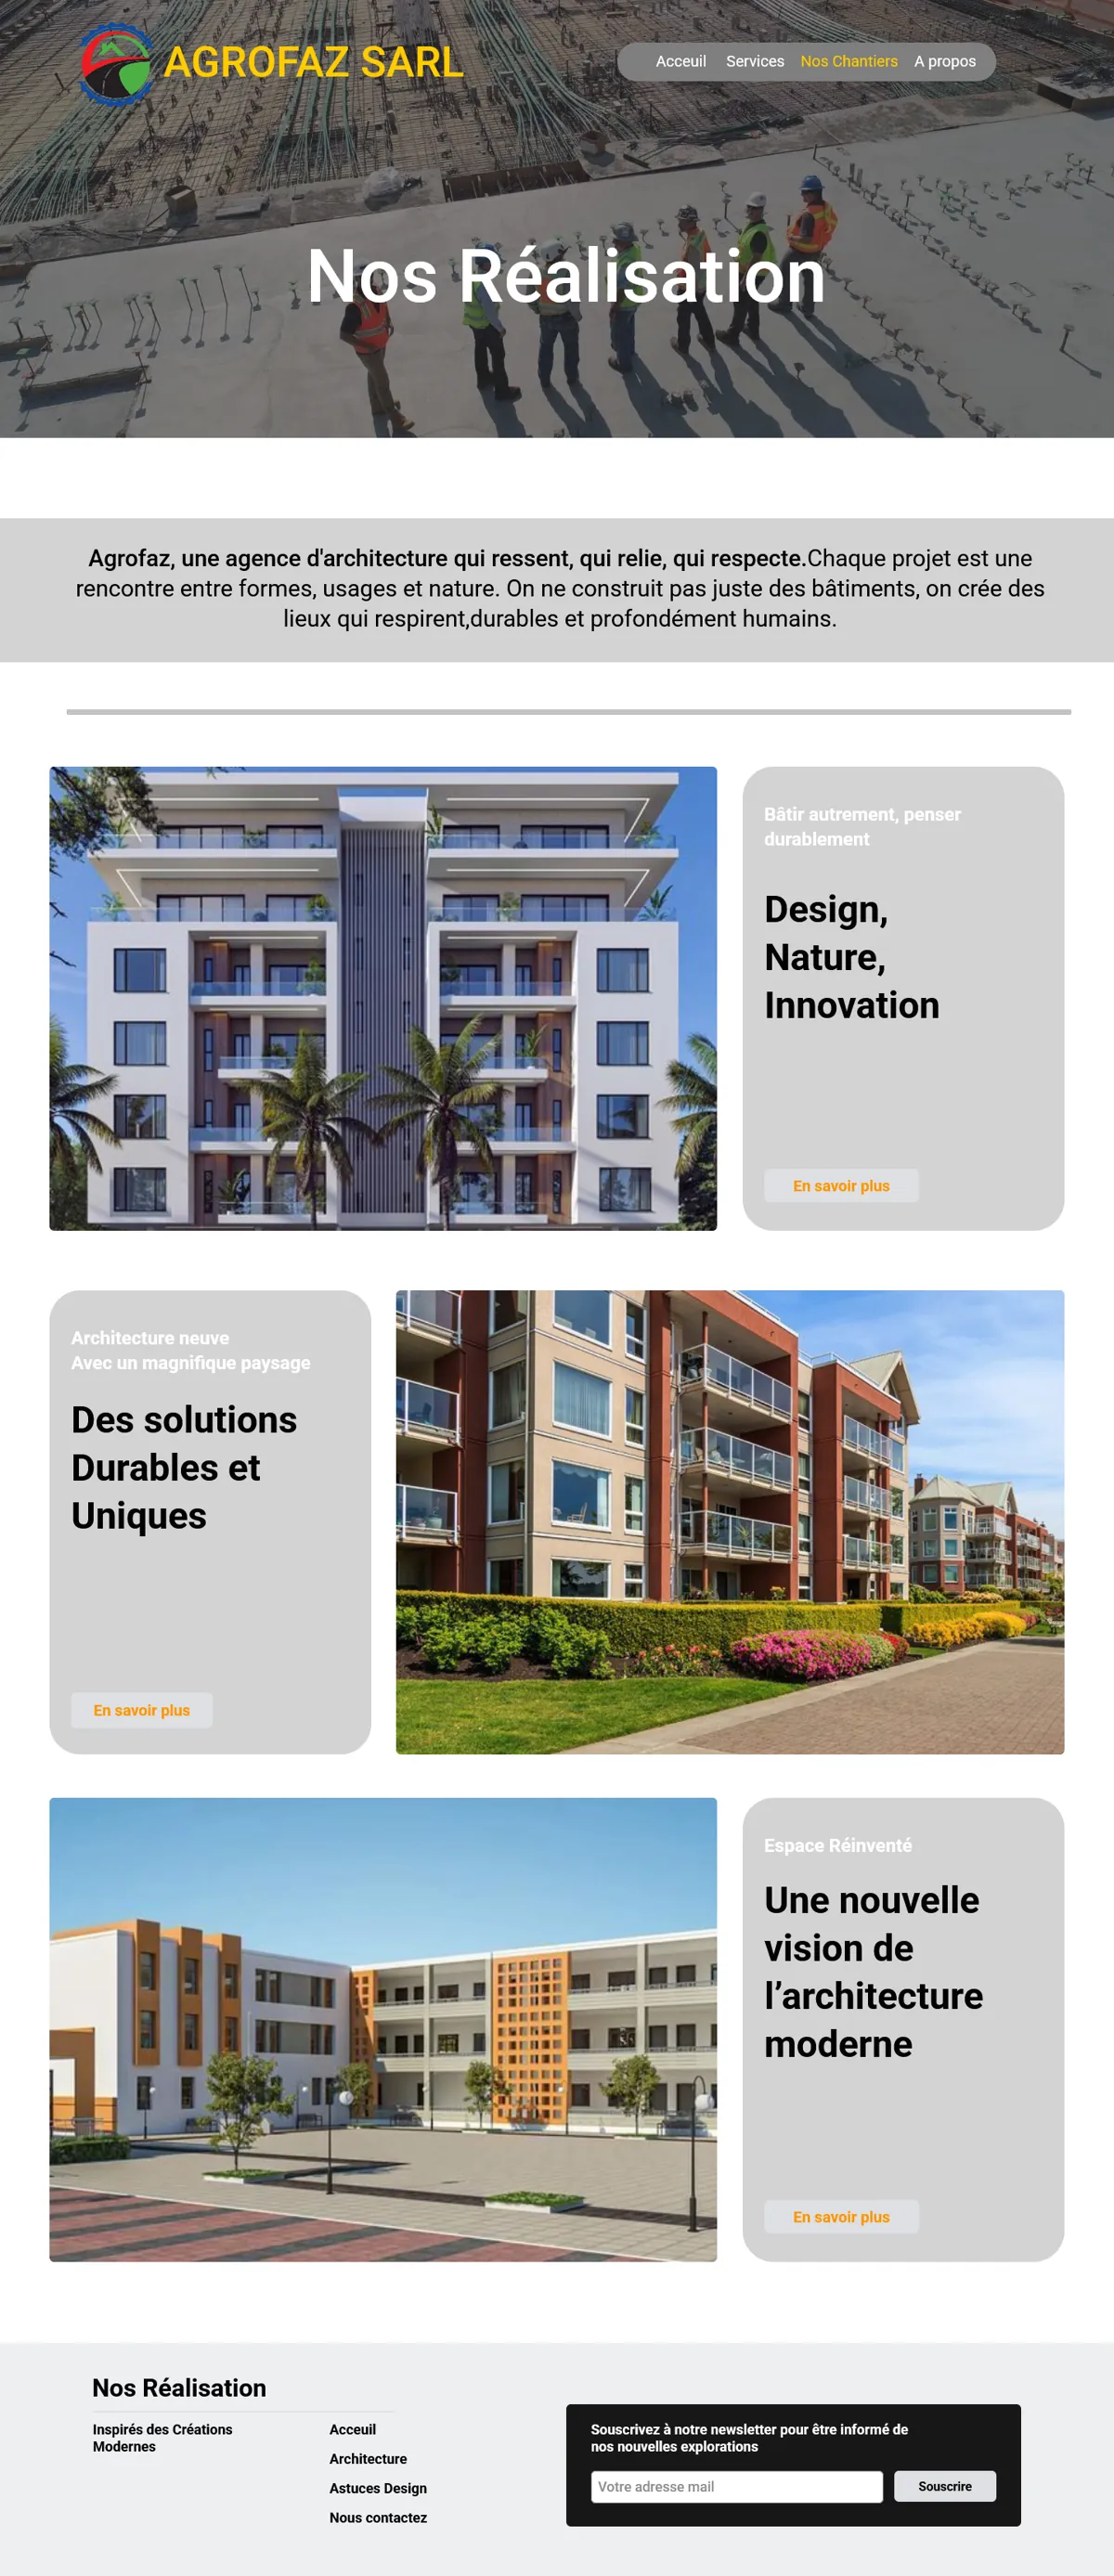 AGROFAZ SARL
Acceuil Services Nos Chantiers A propos
Nos Réalisation
Agrofaz, une agence d'architecture qui ressent, qui relie, qui respecte.Chaque projet est une
rencontre entre formes, usages et nature. On ne construit pas juste des bâtiments, on crée des
lieux qui respirent,durables et profondément humains.
Bâtir autrement, penser
durablement
Design,
Nature,
Innovation
En savoir plus
Architecture neuve
Avec un magnifique paysage
Des solutions
Durables et
Uniques
En savoir plus
Espace Réinventé
Une nouvelle
vision de
l’architecture
moderne
En savoir plus
Nos Réalisation
Inspirés des Créations
Modernes
Acceuil
Architecture
Astuces Design
Nous contactez
Souscrivez à notre newsletter pour être informé de
nos nouvelles explorations
Votre adresse mail
Souscrire